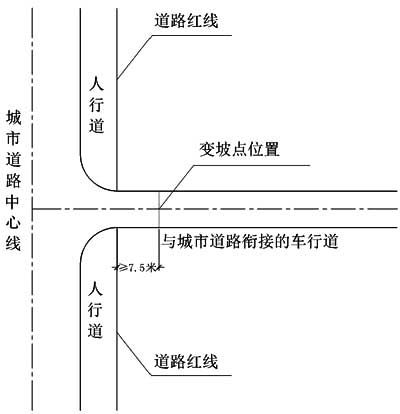 道路红线
人行道
城市道路中心线
变坡点位置
与城市道路衔接的车行道
≥7.5米
人行道
道路红线